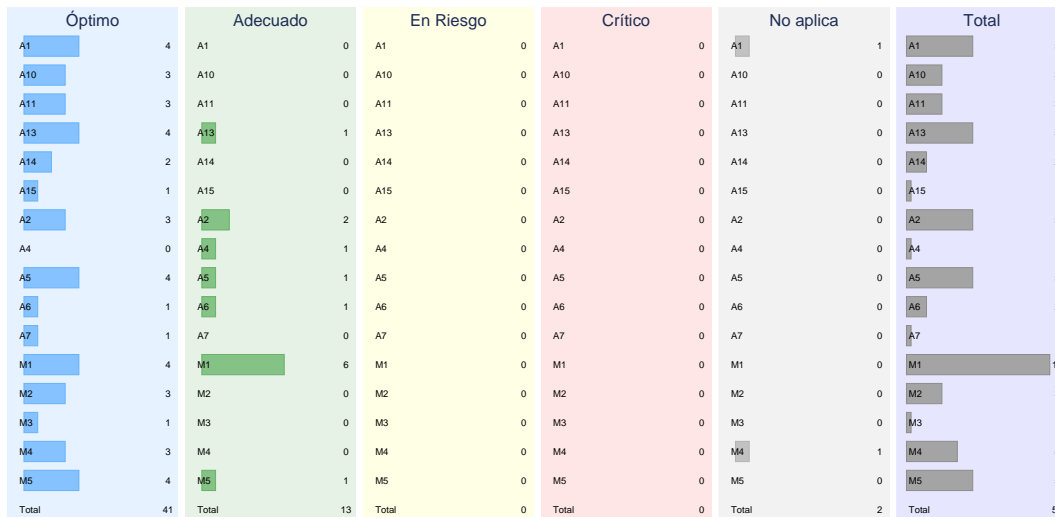 Óptimo Adecuado En Riesgo Crítico No aplica Total
A1 4 A1 0 A1 0 A1 0 A1 1 A1
A10 3 A10 0 A10 0 A10 0 A10 0 A10
A11 3 A11 0 A11 0 A11 0 A11 0 A11
A13 4 A13 1 A13 0 A13 0 A13 0 A13
A14 2 A14 0 A14 0 A14 0 A14 0 A14
A15 1 A15 0 A15 0 A15 0 A15 0 A15
A2 3 A2 2 A2 0 A2 0 A2 0 A2
A4 0 A4 1 A4 0 A4 0 A4 0 A4
A5 4 A5 1 A5 0 A5 0 A5 0 A5
A6 1 A6 1 A6 0 A6 0 A6 0 A6
A7 1 A7 0 A7 0 A7 0 A7 0 A7
M1 4 M1 6 M1 0 M1 0 M1 0 M1
M2 3 M2 0 M2 0 M2 0 M2 0 M2
M3 1 M3 0 M3 0 M3 0 M3 0 M3
M4 3 M4 0 M4 0 M4 0 M4 1 M4
M5 4 M5 1 M5 0 M5 0 M5 0 M5
Total 41 Total 13 Total 0 Total 0 Total 2 Total